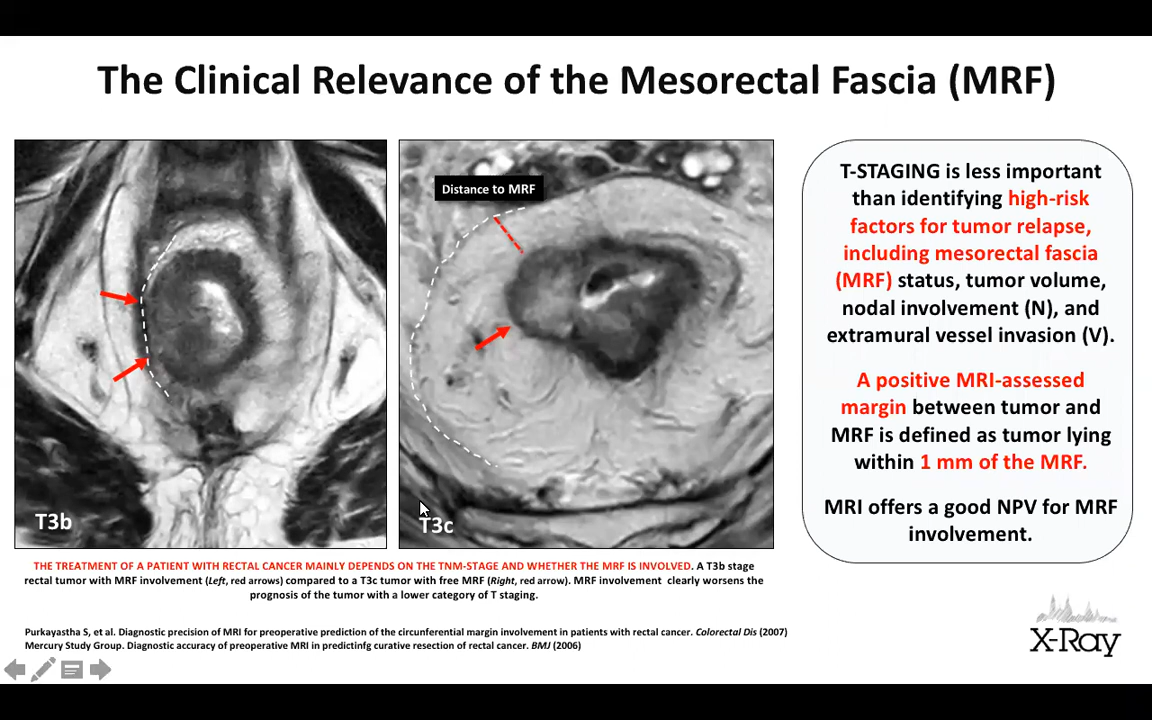 The Clinical Relevance of the Mesorectal Fascia (MRF)
Distance to MRF
T3b
T3c
T-STAGING is less important
than identifying high-risk
factors for tumor relapse,
including mesorectal fascia
(MRF) status, tumor volume,
nodal involvement (N), and
extramural vessel invasion (V).
A positive MRI-assessed
margin between tumor and
MRF is defined as tumor lying
within 1 mm of the MRF.
MRI offers a good NPV for MRF
involvement.
THE TREATMENT OF A PATIENT WITH RECTAL CANCER MAINLY DEPENDS ON THE TNM-STAGE AND WHETHER THE MRF IS INVOLVED. A T3b stage
rectal tumor with MRF involvement (Left, red arrows) compared to a T3c tumor with free MRF (Right, red arrow). MRF involvement clearly worsens the
prognosis of the tumor with a lower category of T staging.
Purkayastha S, et al. Diagnostic precision of MRI for preoperative prediction of the circunferential margin involvement in patients with rectal cancer. Colorectal Dis (2007)
Mercury Study Group. Diagnostic accuracy of preoperative MRI in predictinfg curative resection of rectal cancer. BMJ (2006)
X-Ray